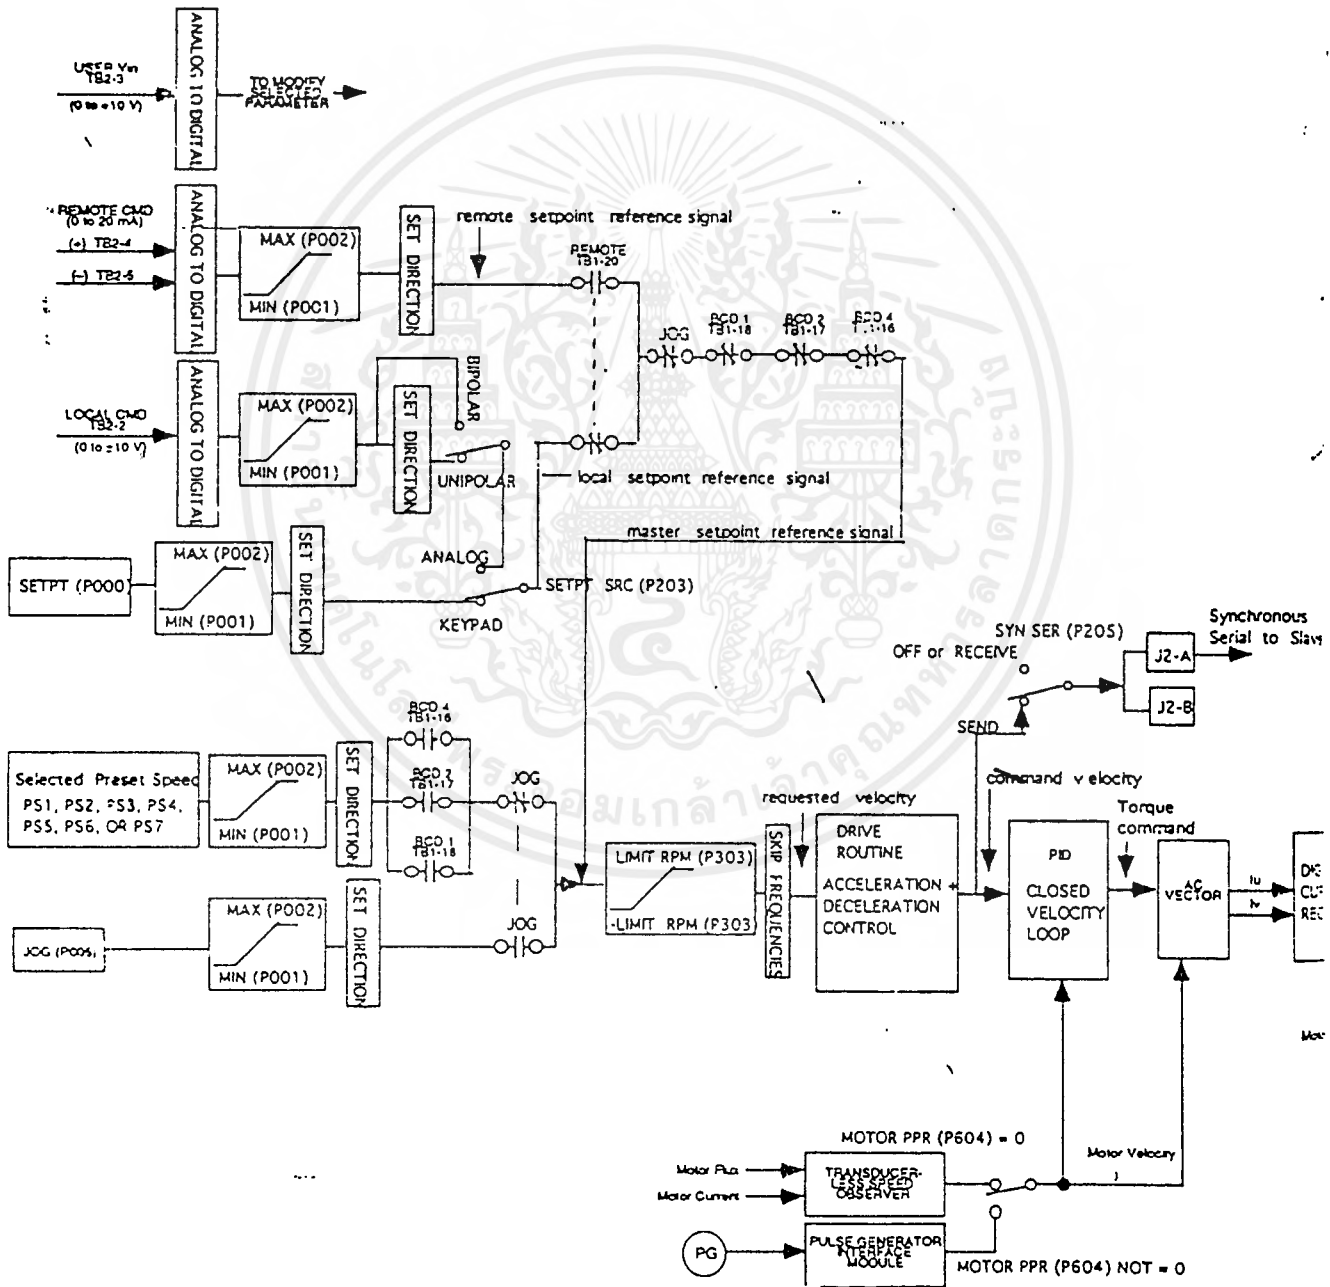 USER Vin
TB2-3
(0 to ±10 V)
ANALOG TO DIGITAL
TO MODIFY
SELECTED
PARAMETER
REMOTE CMD
(0 to 20 mA)
(+) TB2-4
(-) TB2-5
ANALOG TO DIGITAL
MAX (P002)
MIN (P001)
SET DIRECTION
remote setpoint reference signal
REMOTE
TB1-20
JOG
BCD 1
TB1-18
BCD 2
TB1-17
BCD 4
TB1-16
LOCAL CMD
TB2-2
(0 to ±10 V)
ANALOG TO DIGITAL
MAX (P002)
MIN (P001)
SET DIRECTION
BIPOLAR
UNIPOLAR
local setpoint reference signal
master setpoint reference signal
SETPT (P000)
MAX (P002)
MIN (P001)
SET DIRECTION
ANALOG
KEYPAD
SETPT SRC (P203)
SYN SER (P205)
OFF or RECEIVE
SEND
J2-A
J2-B
Synchronous
Serial to Slave
Selected Preset Speed
PS1, PS2, PS3, PS4,
PS5, PS6, OR PS7
MAX (P002)
MIN (P001)
SET DIRECTION
BCD 4
TB1-16
BCD 2
TB1-17
BCD 1
TB1-18
JOG
JOG
JOG (P005)
MAX (P002)
MIN (P001)
SET DIRECTION
LIMIT RPM (P303)
-LIMIT RPM (P303)
SKIP FREQUENCIES
requested velocity
DRIVE
ROUTINE
ACCELERATION +
DECELERATION
CONTROL
command velocity
PID
CLOSED
VELOCITY
LOOP
Torque
command
AC
VECTOR
Iu
Iv
MOTOR PPR (P604) = 0
Motor Flux
Motor Current
TRANSDUCER-
LESS SPEED
OBSERVER
Motor Velocity
PG
PULSE GENERATOR
INTERFACE
MODULE
MOTOR PPR (P604) NOT = 0